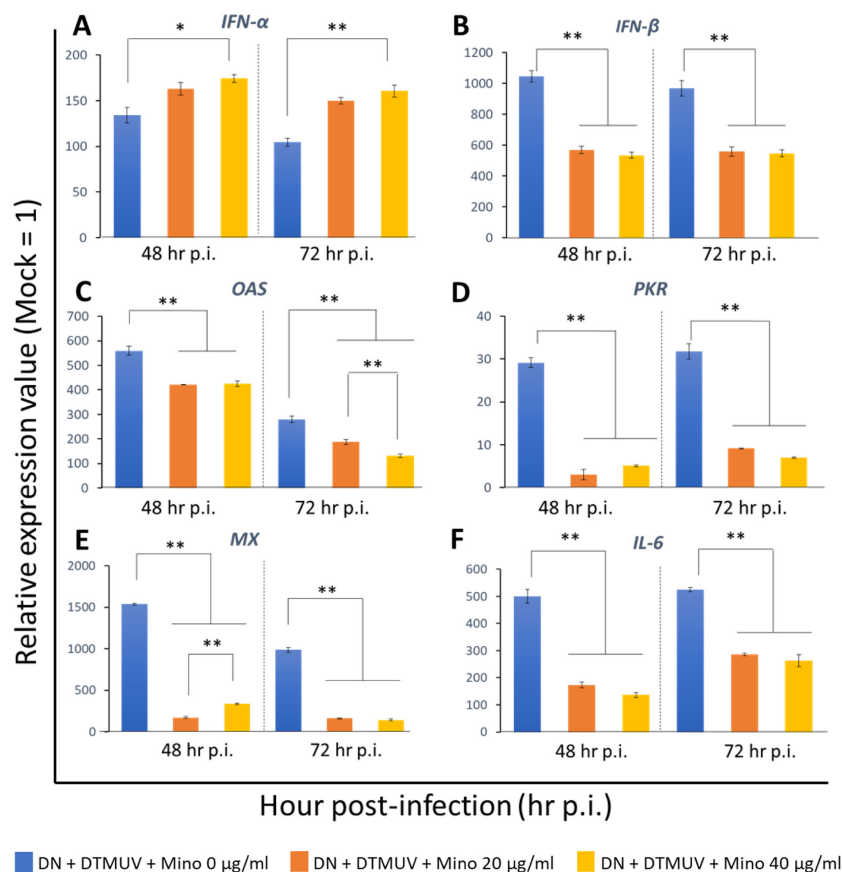 A IFN-α
* **
200
150
100
50
0
48 hr p.i. 72 hr p.i.
B IFN-β
** **
1200
1000
800
600
400
200
0
48 hr p.i. 72 hr p.i.
C OAS
** ** **
700
600
500
400
300
200
100
0
48 hr p.i. 72 hr p.i.
D PKR
** **
40
30
20
10
0
48 hr p.i. 72 hr p.i.
E MX
** ** **
2000
1500
1000
500
0
48 hr p.i. 72 hr p.i.
F IL-6
** **
600
500
400
300
200
100
0
48 hr p.i. 72 hr p.i.
Relative expression value (Mock = 1)
Hour post-infection (hr p.i.)
DN + DTMUV + Mino 0 µg/ml DN + DTMUV + Mino 20 µg/ml DN + DTMUV + Mino 40 µg/ml